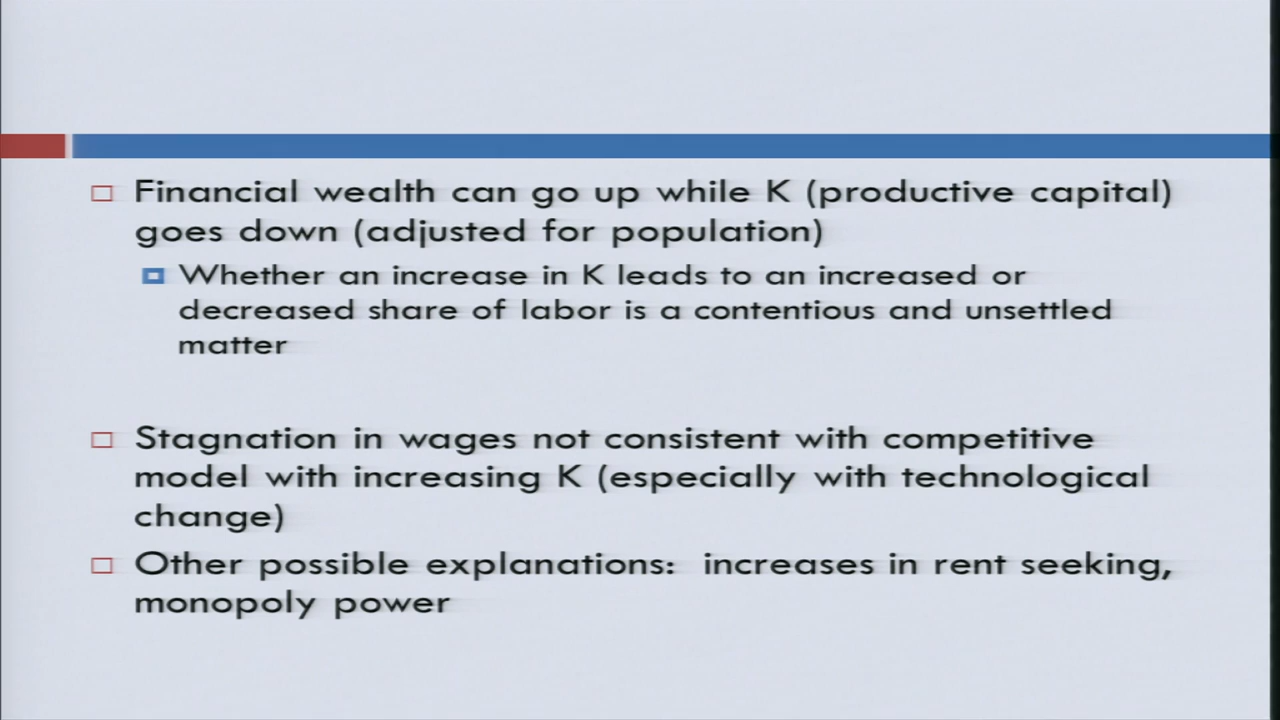 Financial wealth can go up while K (productive capital)
goes down (adjusted for population)
Whether an increase in K leads to an increased or
decreased share of labor is a contentious and unsettled
matter
Stagnation in wages not consistent with competitive
model with increasing K (especially with technological
change)
Other possible explanations:  increases in rent seeking,
monopoly power